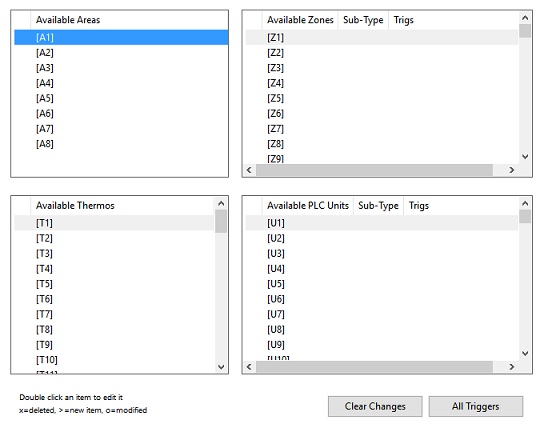 Available Areas
[A1]
[A2]
[A3]
[A4]
[A5]
[A6]
[A7]
[A8]
Available Zones Sub-Type Trigs
[Z1]
[Z2]
[Z3]
[Z4]
[Z5]
[Z6]
[Z7]
[Z8]
[Z9]
Available Thermos
[T1]
[T2]
[T3]
[T4]
[T5]
[T6]
[T7]
[T8]
[T9]
[T10]
[T11]
Available PLC Units Sub-Type Trigs
[U1]
[U2]
[U3]
[U4]
[U5]
[U6]
[U7]
[U8]
[U9]
[U10]
Double click an item to edit it
x=deleted, >=new item, o=modified
Clear Changes
All Triggers